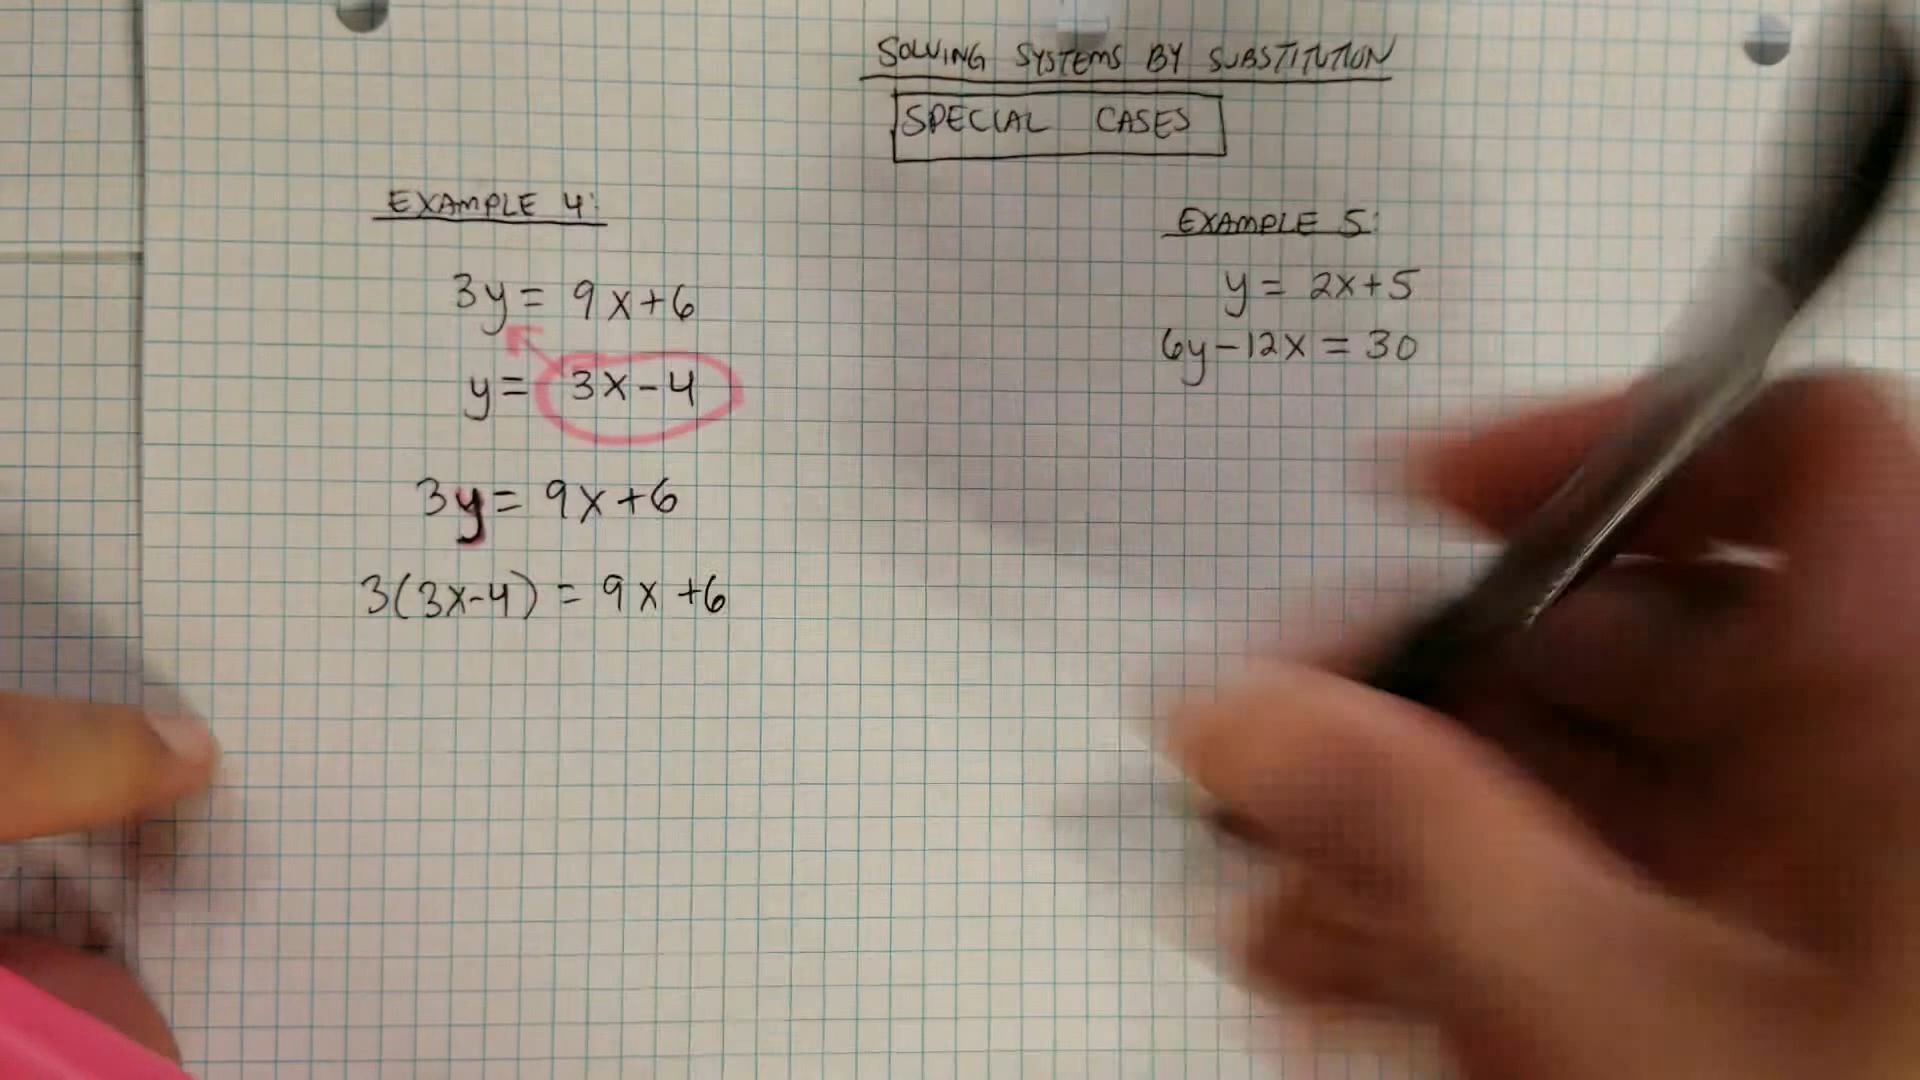 SOLVING SYSTEMS BY SUBSTITUTION
SPECIAL CASES
EXAMPLE 4:
3y = 9x+6
y = 3x-4
3y = 9x+6
3(3x-4) = 9x+6
EXAMPLE 5:
y = 2x+5
6y-12x = 30